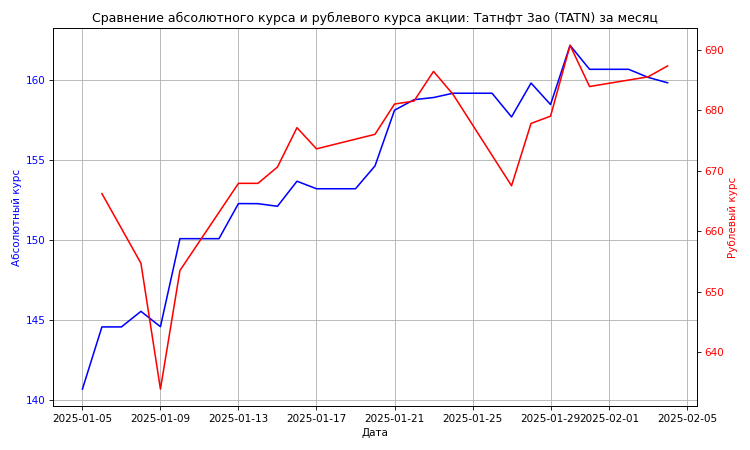 Сравнение абсолютного курса и рублевого курса акции: Татнфт 3ао (TATN) за месяц
160
155
150
145
140
Абсолютный курс
690
680
670
660
650
640
Рублевый курс
2025-01-05 2025-01-09 2025-01-13 2025-01-17 2025-01-21 2025-01-25 2025-01-29 2025-02-01 2025-02-05
Дата